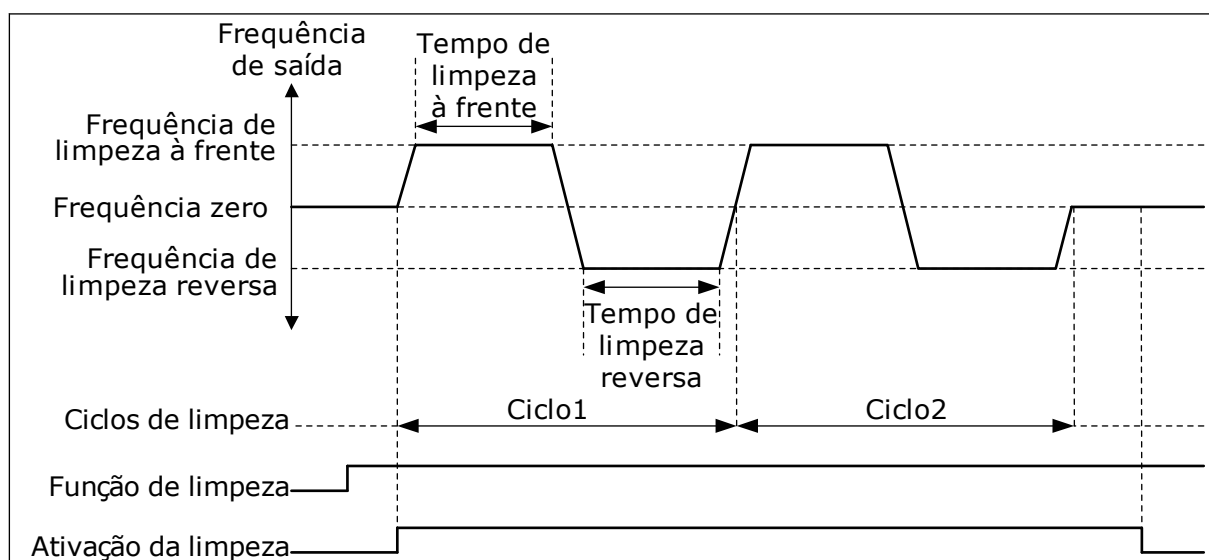 Frequência
de saída
Tempo de
limpeza
à frente
Frequência de
limpeza à frente
Frequência zero
Frequência de
limpeza reversa
Tempo de
limpeza
reversa
Ciclos de limpeza
Ciclo1
Ciclo2
Função de limpeza
Ativação da limpeza